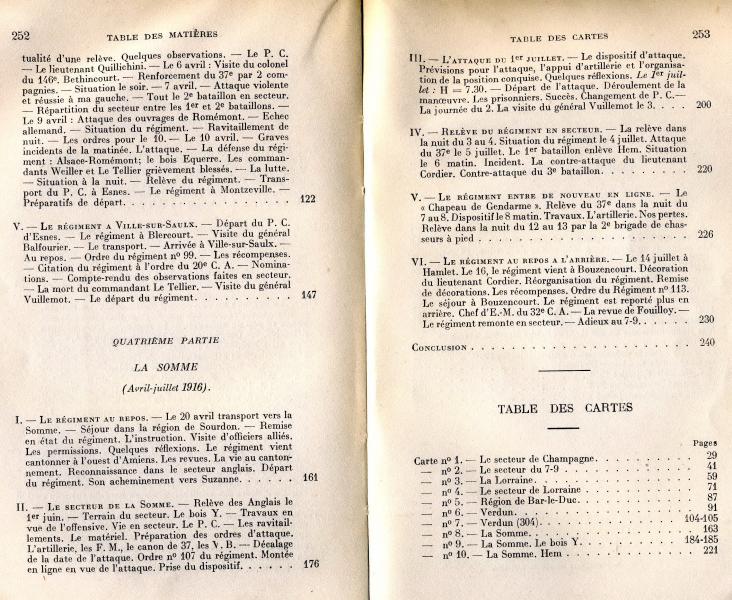 252 TABLE DES MATIÈRES
tualité d'une relève. Quelques observations. — Le P. C.
— Le lieutenant Quillichini. — Le 6 avril : Visite du colonel
du 146e. Bethincourt. — Renforcement du 37e par 2 com-
pagnies. — Situation le soir. — 7 avril. — Attaque violente
et réussie à ma gauche. — Tout le 2e bataillon en secteur.
— Répartition du secteur entre les 1er et 2e bataillons. —
Le 9 avril : Attaque des ouvrages de Romémont. — Echec
allemand. — Situation du régiment. — Ravitaillement de
nuit. — Les ordres pour le 10. — Le 10 avril. — Graves
incidents de la matinée. L'attaque. — La défense du régi-
ment : Alsace-Romémont; le bois Equerre. Les comman-
dants Weiller et Le Tellier grièvement blessés. — La lutte.
— Situation à la nuit. — Relève du régiment. — Trans-
port du P. C. à Esnes. — Le régiment à Montzeville. —
Préparatifs de départ. . . . . . . . . . . . . . . . . 122
V. — LE RÉGIMENT A VILLE-SUR-SAULX. — Départ du P. C.
d'Esnes. — Le régiment à Blercourt. — Visite du général
Balfourier. — Le transport. — Arrivée à Ville-sur-Saulx. —
Au repos. — Ordre du régiment no 99. — Les récompenses.
— Citation du régiment à l'ordre du 20e C. A. — Nomina-
tions. — Compte-rendu des observations faites en secteur.
— La mort du commandant Le Tellier. — Visite du général
Vuillemot. — Le départ du régiment. . . . . . . . . . 147
QUATRIÈME PARTIE
LA SOMME
(Avril-juillet 1916).
I. — LE RÉGIMENT AU REPOS. — Le 20 avril transport vers la
Somme. — Séjour dans la région de Sourdon. — Remise
en état du régiment. L'instruction. Visite d'officiers alliés.
Les permissions. Quelques réflexions. Le régiment vient
cantonner à l'ouest d'Amiens. Les revues. La vie au canton-
nement. Reconnaissance dans le secteur anglais. Départ
du régiment. Son acheminement vers Suzanne. . . . . . 161
II. — LE SECTEUR DE LA SOMME. — Relève des Anglais le
1er juin. — Terrain du secteur. Le bois Y. — Travaux en
vue de l'offensive. Vie en secteur. Le P. C. — Les ravitail-
lements. Le matériel. Préparation des ordres d'attaque.
L'artillerie, les F. M., le canon de 37, les V. B. — Décalage
de la date de l'attaque. Ordre no 107 du régiment. Montée
en ligne en vue de l'attaque. Prise du dispositif. . . . . . 176
TABLE DES CARTES 253
III. — L'ATTAQUE DU 1er JUILLET. — Le dispositif d'attaque.
Prévisions pour l'attaque, l'appui d'artillerie et l'organisa-
tion de la position conquise. Quelques réflexions. Le 1er juil-
let : H = 7.30. — Départ de l'attaque. Déroulement de la
manœuvre. Les prisonniers. Succès. Changement de P. C.—
La journée du 2. La visite du général Vuillemot le 3. . . . 200
IV. — RELÈVE DU RÉGIMENT EN SECTEUR. — La relève dans
la nuit du 3 au 4. Situation du régiment le 4 juillet. Attaque
du 37e le 5 juillet. Le 1er bataillon enlève Hem. Situation
le 6 matin. Incident. La contre-attaque du lieutenant
Cordier. Contre-attaque du 3e bataillon. . . . . . . . . 220
V. — LE RÉGIMENT ENTRE DE NOUVEAU EN LIGNE. — Le
« Chapeau de Gendarme ». Relève du 37e dans la nuit du
7 au 8. Dispositif le 8 matin. Travaux. L'artillerie. Nos pertes.
Relève dans la nuit du 12 au 13 par la 2e brigade de chas-
seurs à pied . . . . . . . . . . . . . . . . . . . . . 226
VI. — LE RÉGIMENT AU REPOS A L'ARRIÈRE. — Le 14 juillet à
Hamlet. Le 16, le régiment vient à Bouzencourt. Décoration
du lieutenant Cordier. Réorganisation du régiment. Remise
de décorations. Les récompenses. Ordre du Régiment no 113.
Le séjour à Bouzencourt. Le régiment est reporté plus en
arrière. Chef d'E.-M. du 32e C. A. — La revue de Fouilloy. —
Le régiment remonte en secteur. — Adieux au 7-9. . . . . 230
CONCLUSION . . . . . . . . . . . . . . . . . . . . . 240
TABLE DES CARTES
Pages
Carte no 1. — Le secteur de Champagne. . . . . . . . . 29
— no 2. — Le secteur du 7-9 . . . . . . . . . . . 41
— no 3. — La Lorraine. . . . . . . . . . . . . . 59
— no 4. — Le secteur de Lorraine . . . . . . . . . 71
— no 5. — Région de Bar-le-Duc. . . . . . . . . . 87
— no 6. — Verdun. . . . . . . . . . . . . . . . 91
— no 7. — Verdun (304). . . . . . . . . . . . . 104-105
— no 8. — La Somme. . . . . . . . . . . . . . . 163
— no 9. — La Somme. Le bois Y. . . . . . . . . . 184-185
— no 10. — La Somme. Hem . . . . . . . . . . . 221